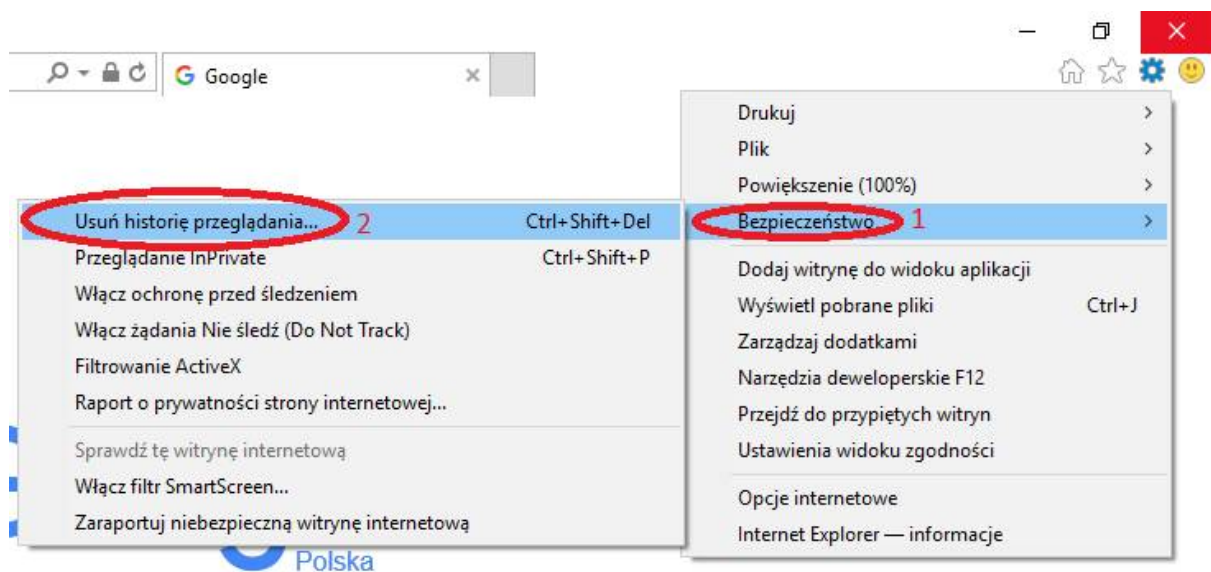 Google
Drukuj
Plik
Powiększenie (100%)
Bezpieczeństwo 1
Dodaj witrynę do widoku aplikacji
Wyświetl pobrane pliki Ctrl+J
Zarządzaj dodatkami
Narzędzia deweloperskie F12
Przejdź do przypiętych witryn
Ustawienia widoku zgodności
Opcje internetowe
Internet Explorer — informacje
Usuń historię przeglądania... 2 Ctrl+Shift+Del
Przeglądanie InPrivate Ctrl+Shift+P
Włącz ochronę przed śledzeniem
Włącz żądania Nie śledź (Do Not Track)
Filtrowanie ActiveX
Raport o prywatności strony internetowej...
Sprawdź tę witrynę internetową
Włącz filtr SmartScreen...
Zaraportuj niebezpieczną witrynę internetową
Polska